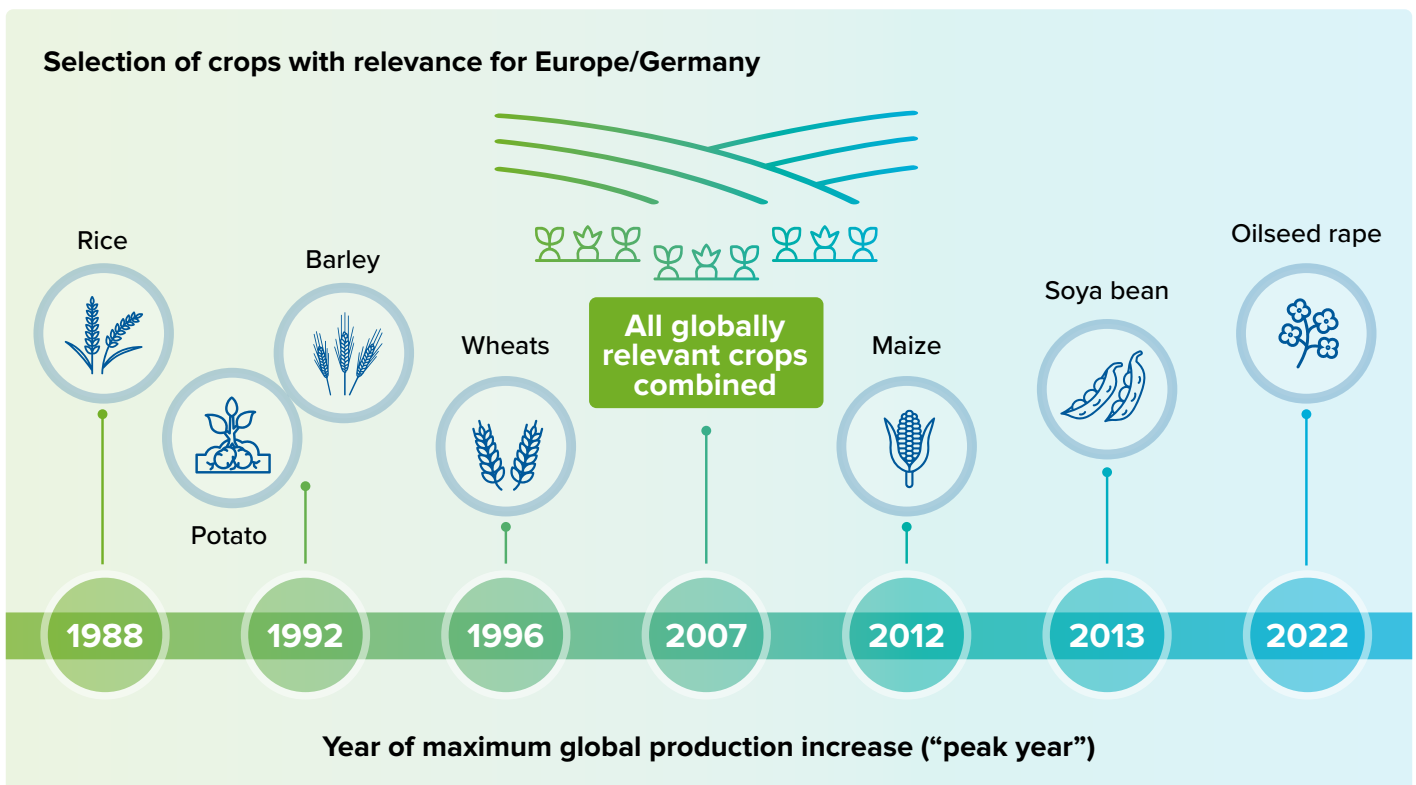 Selection of crops with relevance for Europe/Germany
Rice
Potato
Barley
Wheats
All globally
relevant crops
combined
Maize
Soya bean
Oilseed rape
1988
1992
1996
2007
2012
2013
2022
Year of maximum global production increase (“peak year”)